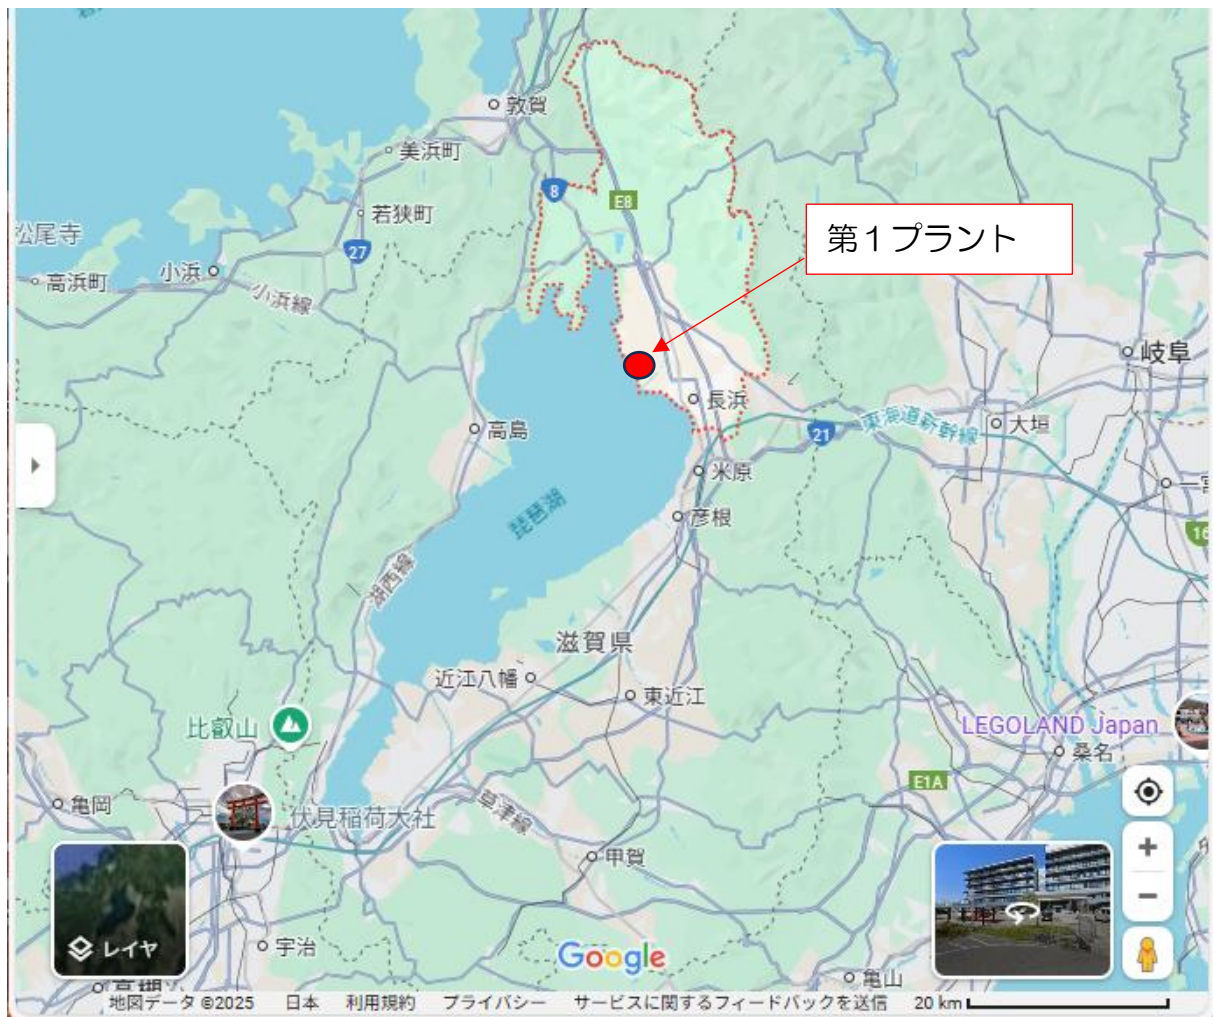 敦賀
美浜町
8
E8
若狭町
第１プラント
松尾寺
27
小浜
高浜町
小浜線
岐阜
長浜
東海道新幹線
大垣
21
高島
米原
琵琶湖
彦根
一宮
16
湖西線
滋賀県
近江八幡
東近江
比叡山
LEGOLAND Japan
桑名
E1A
亀岡
伏見稲荷大社
草津線
甲賀
レイヤ
宇治
Google
亀山
地図データ ©2025 日本 利用規約 プライバシー サービスに関するフィードバックを送信 20 km